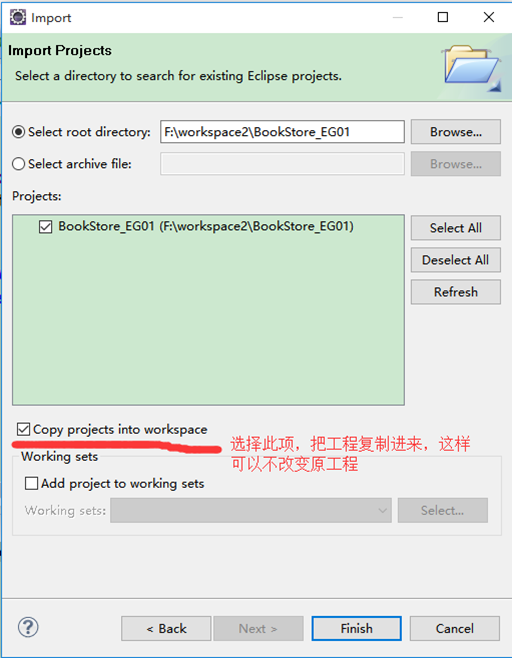 Import
Import Projects
Select a directory to search for existing Eclipse projects.
Select root directory: F:\workspace2\BookStore_EG01 Browse...
Select archive file: Browse...
Projects:
BookStore_EG01 (F:\workspace2\BookStore_EG01)
Select All
Deselect All
Refresh
Copy projects into workspace
选择此项，把工程复制进来，这样
可以不改变原工程
Working sets
Add project to working sets
Working sets: Select...
? < Back Next > Finish Cancel